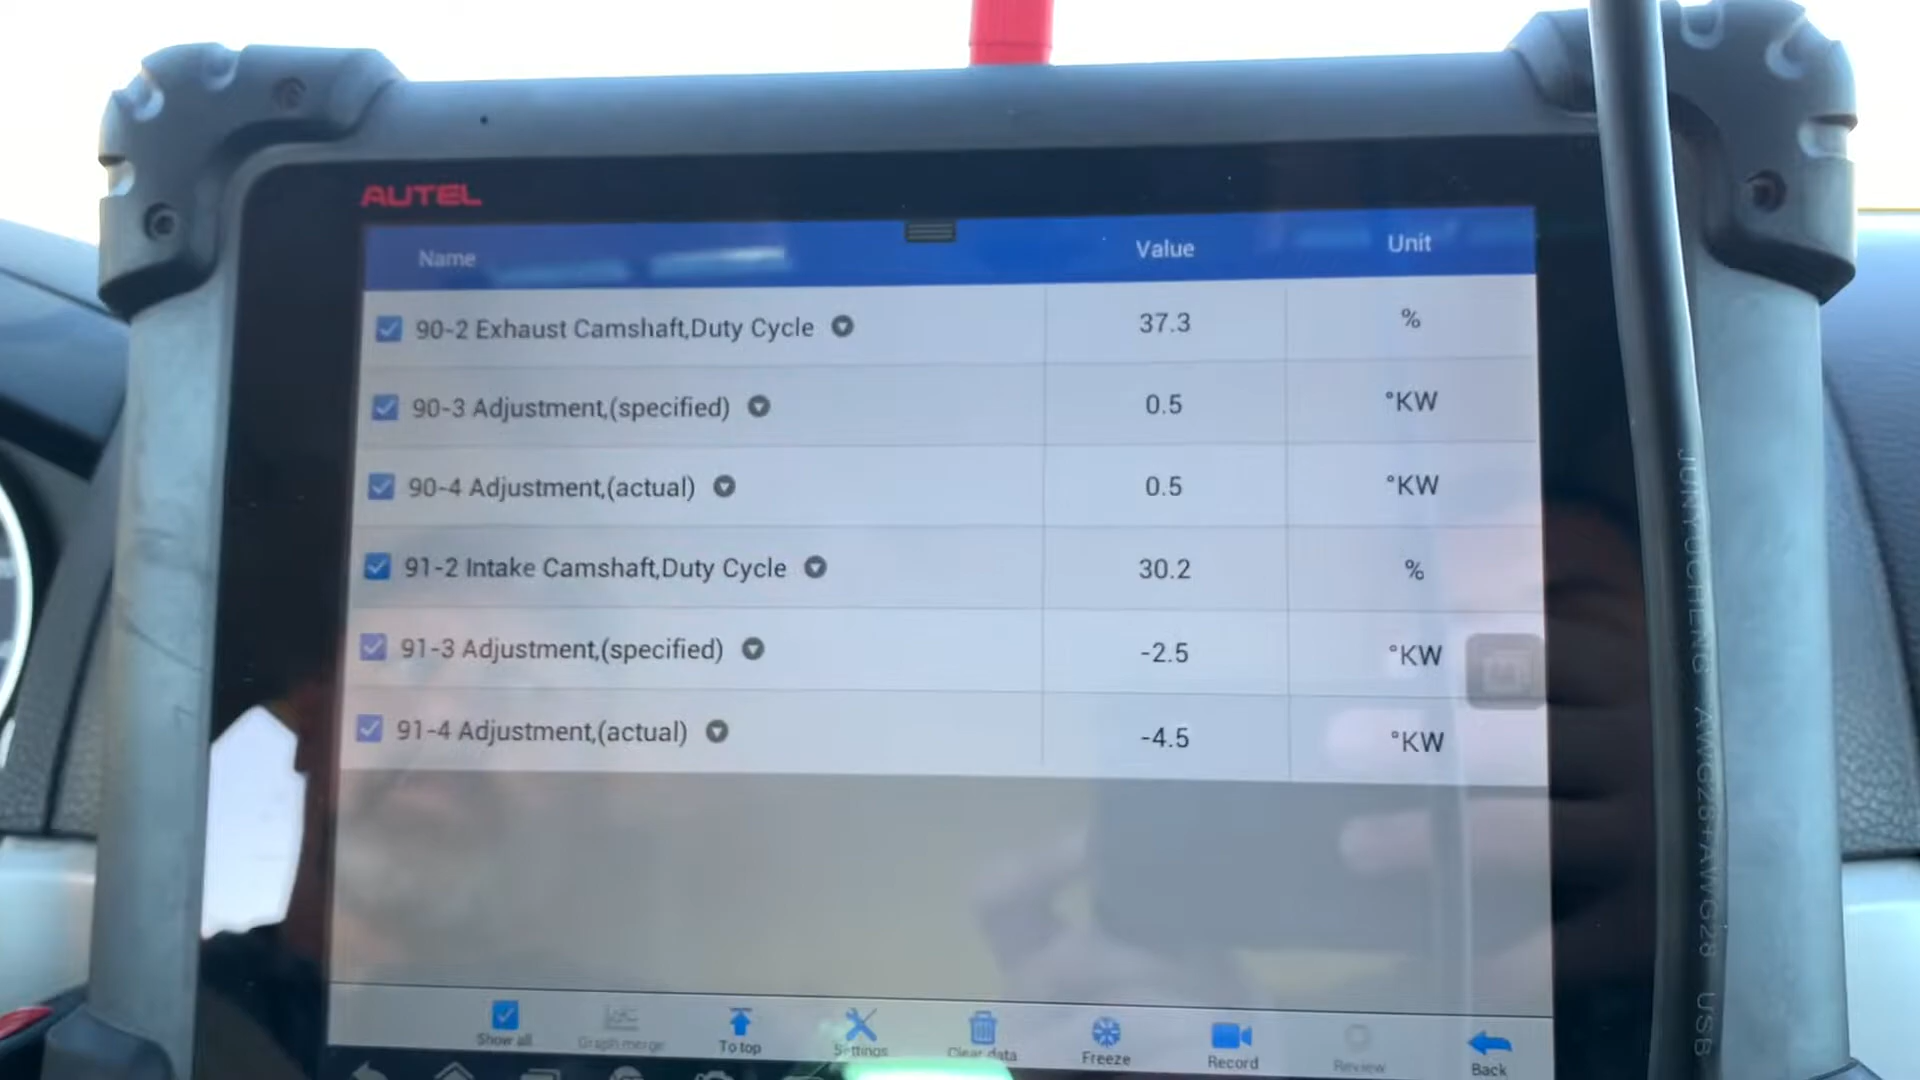 AUTEL
Name Value Unit
90-2 Exhaust Camshaft,Duty Cycle 37.3 %
90-3 Adjustment,(specified) 0.5 °KW
90-4 Adjustment,(actual) 0.5 °KW
91-2 Intake Camshaft,Duty Cycle 30.2 %
91-3 Adjustment,(specified) -2.5 °KW
91-4 Adjustment,(actual) -4.5 °KW
Show all Graph merge To top Settings Clear data Freeze Record Review Back
AWG28+AWG28 USB